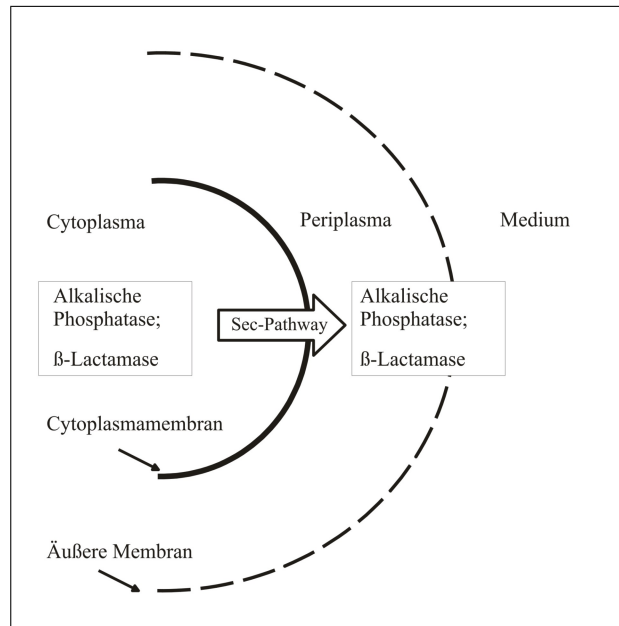 Cytoplasma
Periplasma
Medium
Alkalische
Phosphatase;
ß-Lactamase
Sec-Pathway
Alkalische
Phosphatase;
ß-Lactamase
Cytoplasmamembran
Äußere Membran